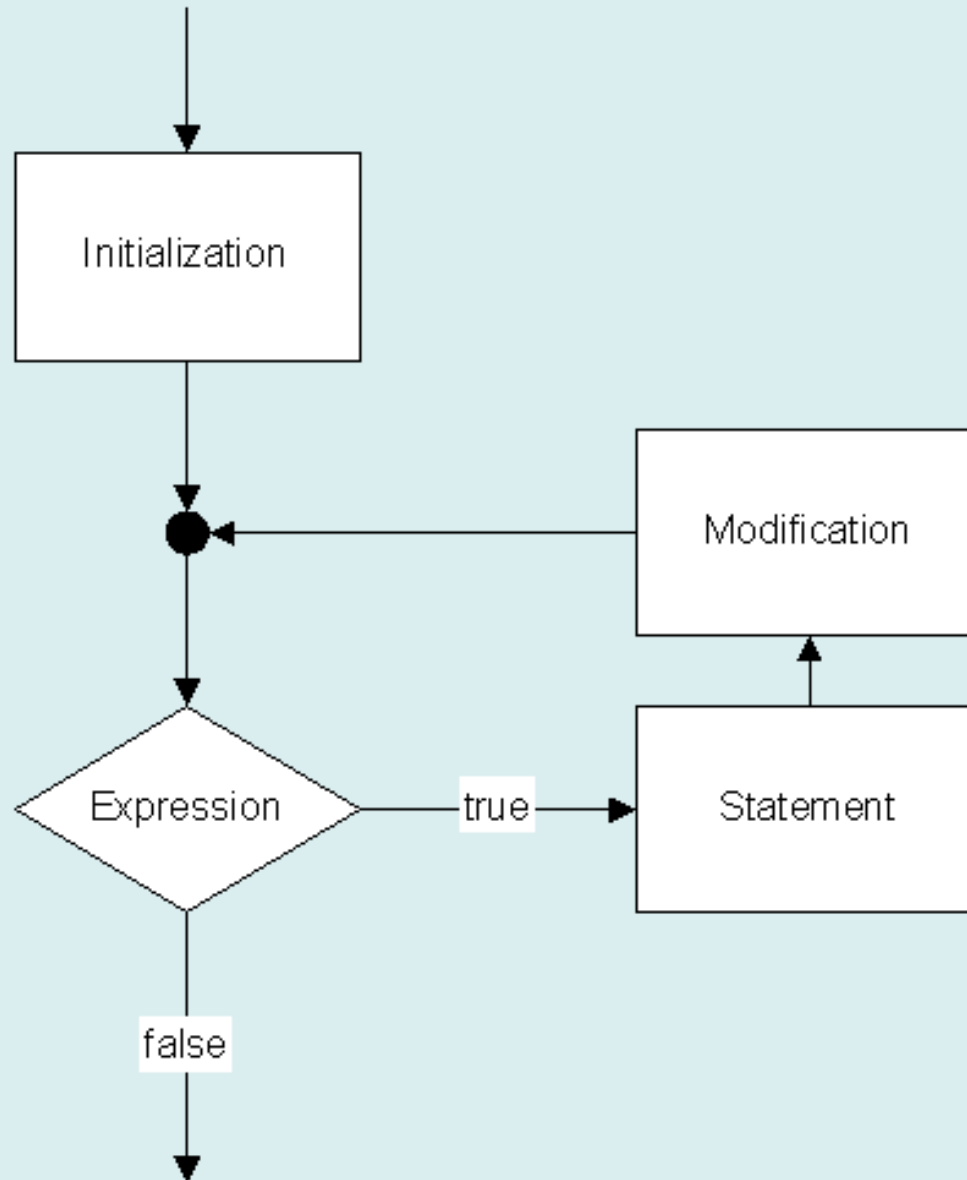 Initialization
Modification
Expression
true
Statement
false